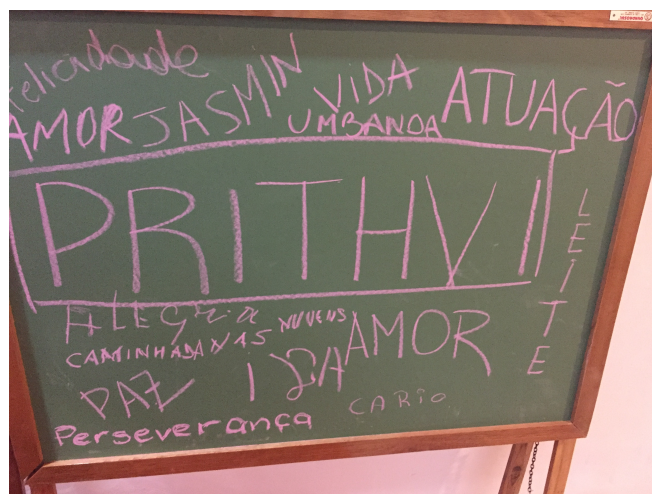 felicidade
AMOR JASMIN VIDA ATUAÇÃO
UMBANDA
PRITHVI
LEITE
ALEGRIA
CAMINHADA NAS NUVENS AMOR
PAZ
CARIO
Perseverança